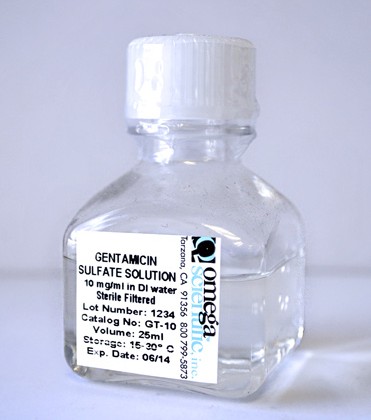 GENTAMICIN
SULFATE SOLUTION
10 mg/ml in DI water
Sterile Filtered
Lot Number: 1234
Catalog No: GT-10
Volume: 25ml
Storage: 15-30° C
Exp. Date: 06/14
Tarzana, CA 91356 800/799-5873
omega
scientific, inc.